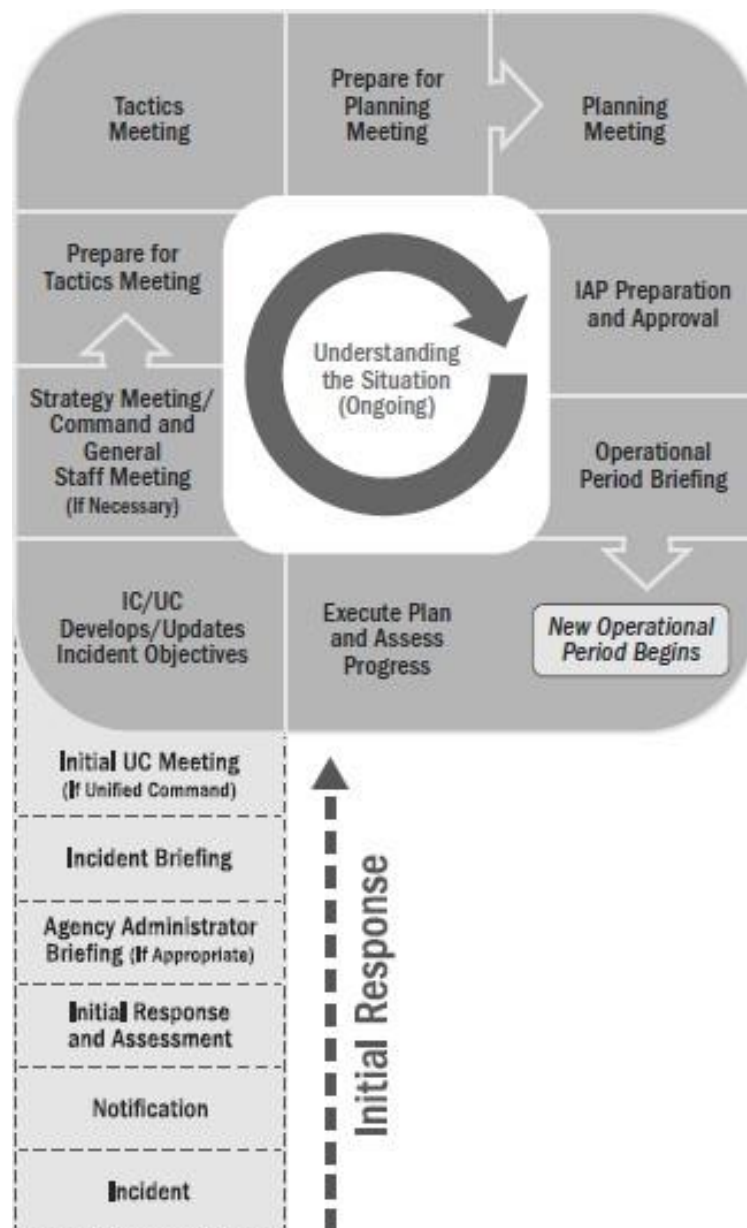 Tactics
Meeting
Prepare for
Planning
Meeting
Planning
Meeting
Prepare for
Tactics Meeting
Understanding
the Situation
(Ongoing)
IAP Preparation
and Approval
Strategy Meeting/
Command and
General
Staff Meeting
(If Necessary)
Operational
Period Briefing
IC/UC
Develops/Updates
Incident Objectives
Execute Plan
and Assess
Progress
New Operational
Period Begins
Initial UC Meeting
(If Unified Command)
Incident Briefing
Agency Administrator
Briefing (If Appropriate)
Initial Response
and Assessment
Notification
Incident
Initial Response